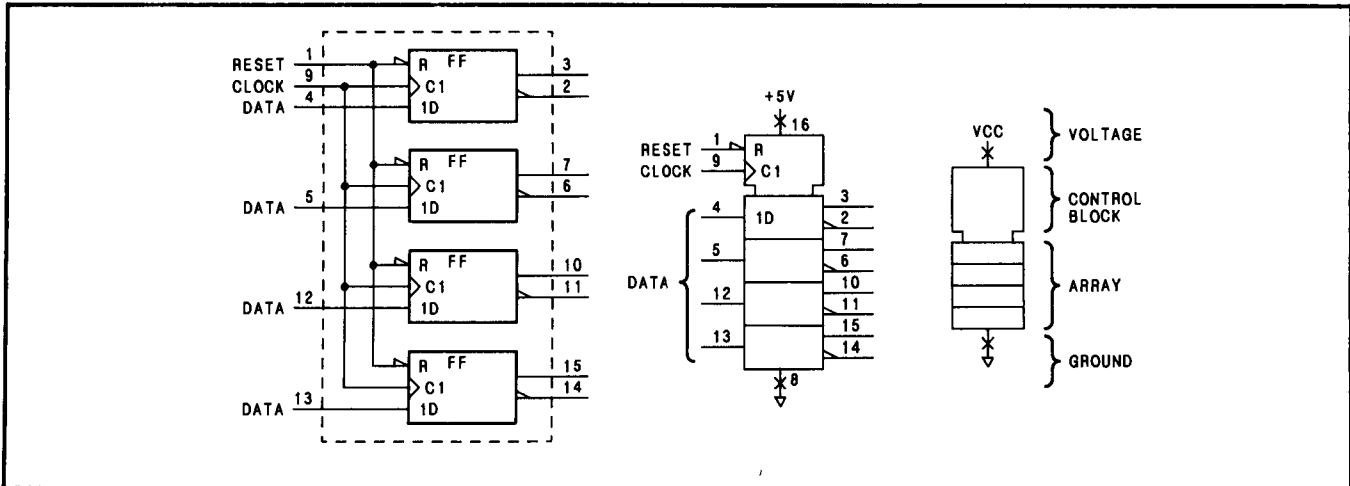 1
RESET
R FF
3
9
CLOCK
C1
2
4
DATA
1D
R FF
7
C1
6
5
DATA
1D
R FF
10
C1
11
12
DATA
1D
R FF
15
C1
14
13
DATA
1D
+5V
16
1
RESET
R
9
CLOCK
C1
4
1D
3
2
5
7
6
DATA
12
10
11
13
15
14
8
VCC
VOLTAGE
CONTROL
BLOCK
ARRAY
GROUND